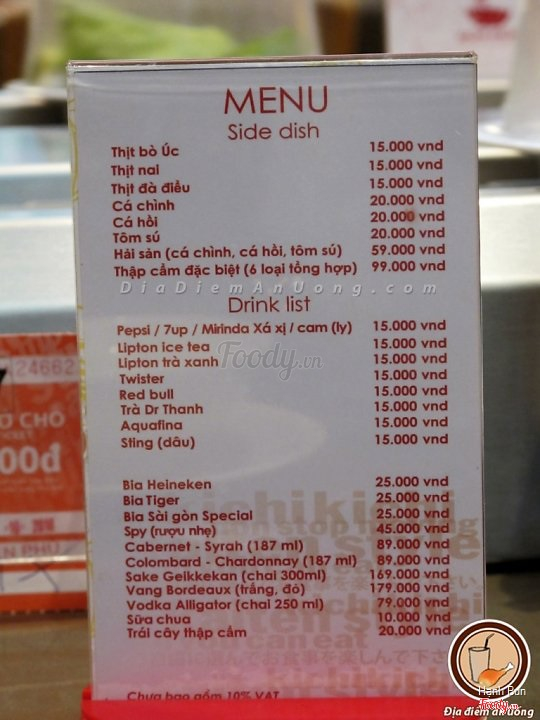 MENU
Side dish
Thịt bò Úc 15.000 vnd
Thịt nai 15.000 vnd
Thịt đà điểu 15.000 vnd
Cá chình 20.000 vnd
Cá hồi 20.000 vnd
Tôm sú 20.000 vnd
Hải sản (cá chình, cá hồi, tôm sú) 59.000 vnd
Thập cẩm đặc biệt (6 loại tổng hợp) 99.000 vnd
DiaDiemAnUong.com
Drink list
Pepsi / 7up / Mirinda Xá xị / cam (ly) 15.000 vnd
Lipton ice tea 15.000 vnd
Lipton trà xanh 15.000 vnd
Foody.vn
Twister 15.000 vnd
Red bull 15.000 vnd
Trà Dr Thanh 15.000 vnd
Aquafina 15.000 vnd
Sting (dâu) 15.000 vnd
Bia Heineken 25.000 vnd
Bia Tiger 25.000 vnd
Bia Sài gòn Special 25.000 vnd
Spy (rượu nhẹ) 45.000 vnd
Cabernet - Syrah (187 ml) 89.000 vnd
Colombard - Chardonnay (187 ml) 89.000 vnd
Sake Geikkekan (chai 300ml) 169.000 vnd
Vang Bordeaux (trắng, đỏ) 179.000 vnd
Vodka Alligator (chai 250 ml) 79.000 vnd
Sữa chua 10.000 vnd
Trái cây thập cẩm 20.000 vnd
can eat
Chưa bao gồm 10% VAT
24662
00đ
Hạnh Bún
Foody.vn
Địa điểm ăn uống